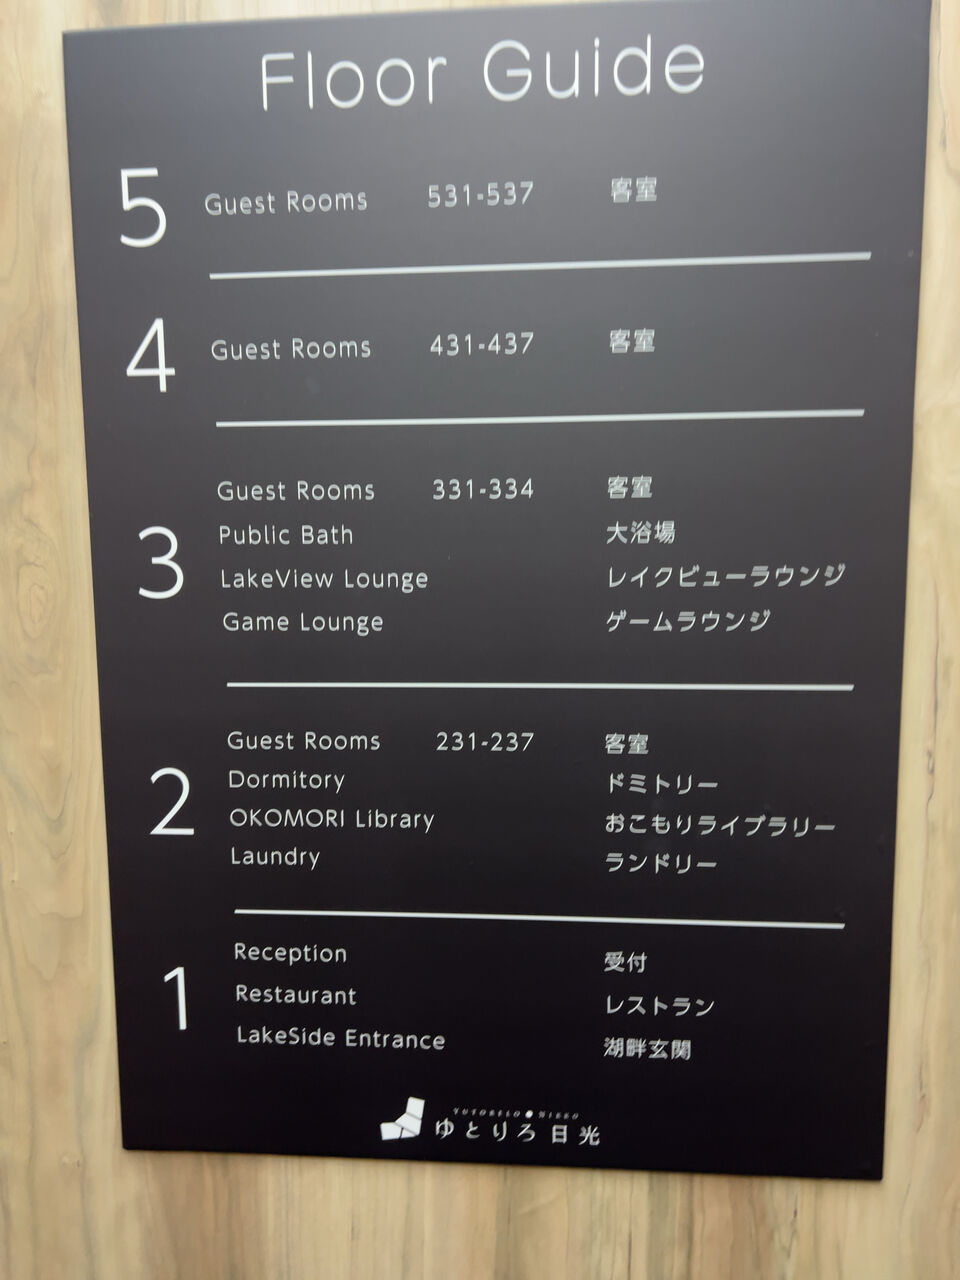 Floor Guide
5 Guest Rooms 531-537 客室
4 Guest Rooms 431-437 客室
3
Guest Rooms 331-334 客室
Public Bath 大浴場
LakeView Lounge レイクビューラウンジ
Game Lounge ゲームラウンジ
2
Guest Rooms 231-237 客室
Dormitory ドミトリー
OKOMORI Library おこもりライブラリー
Laundry ランドリー
1
Reception 受付
Restaurant レストラン
LakeSide Entrance 湖畔玄関
YUTORELO NIKKO
ゆとりろ日光